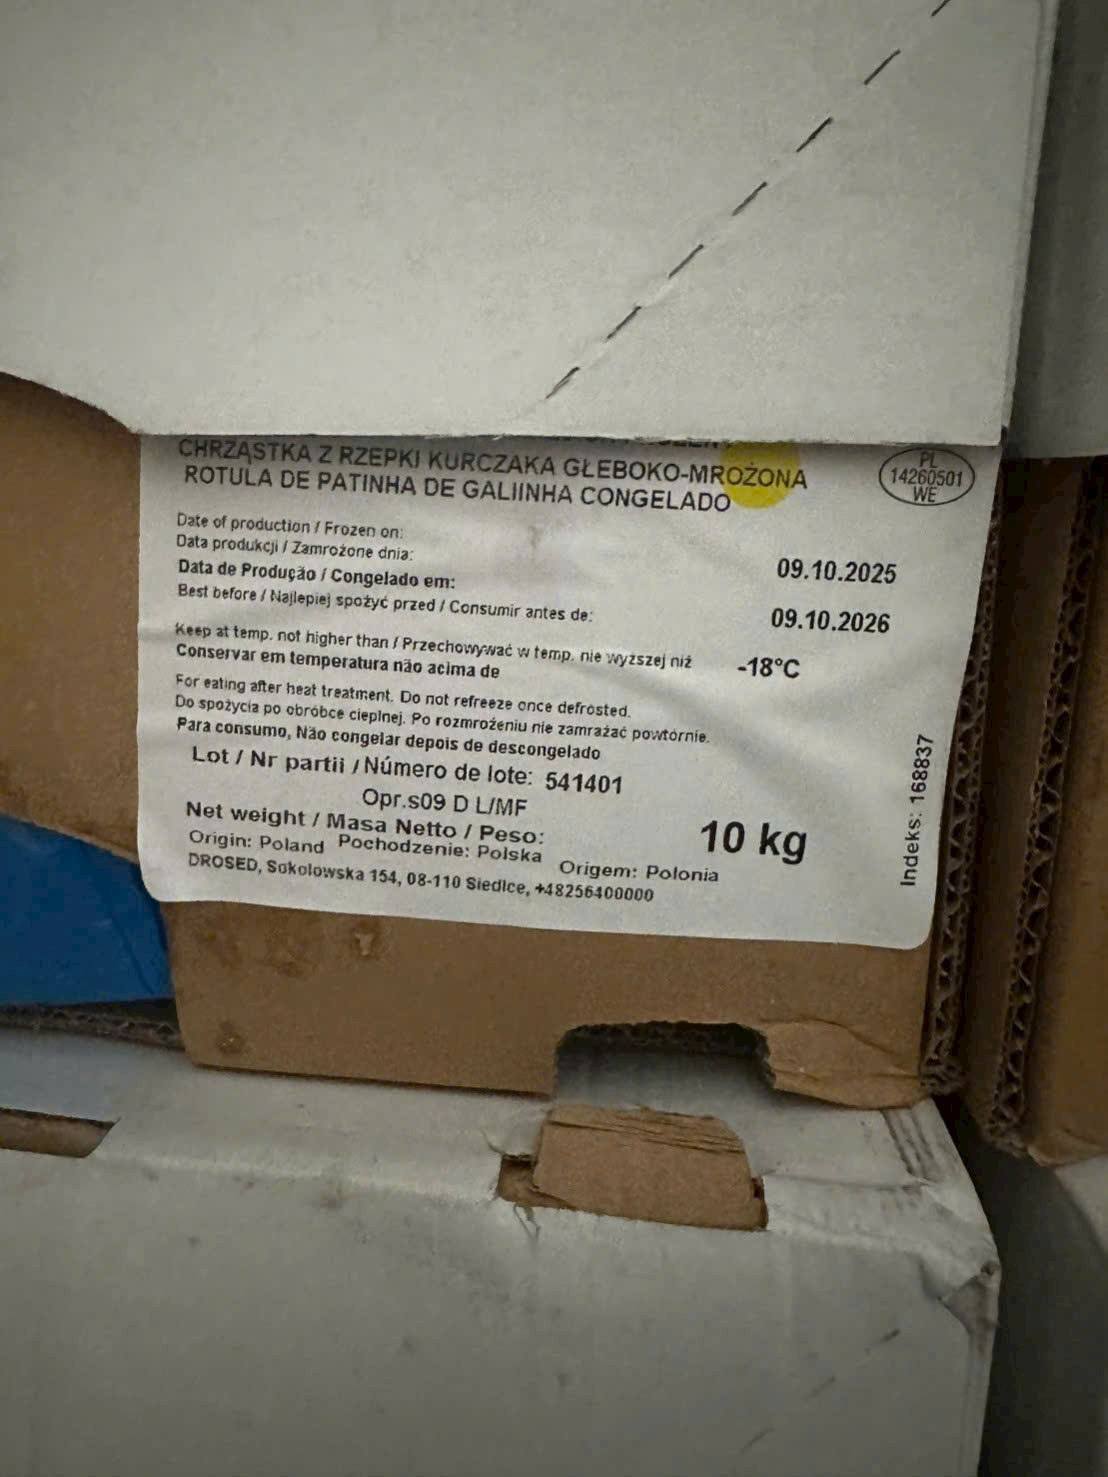 CHRZĄSTKA Z RZEPKI KURCZAKA GŁEBOKO-MROŻONA
ROTULA DE PATINHA DE GALIINHA CONGELADO
PL
14260501
WE
Date of production / Frozen on:
Data produkcji / Zamrożone dnia:
Data de Produção / Congelado em:
09.10.2025
Best before / Najlepiej spożyć przed / Consumir antes de:
09.10.2026
Keep at temp. not higher than / Przechowywać w temp. nie wyższej niż
-18°C
Conservar em temperatura não acima de
For eating after heat treatment. Do not refreeze once defrosted.
Do spożycia po obróbce cieplnej. Po rozmrożeniu nie zamrażać powtórnie.
Para consumo, Não congelar depois de descongelado
Lot / Nr partii / Número de lote: 541401
Opr.s09 D L/MF
Net weight / Masa Netto / Peso:
10 kg
Origin: Poland Pochodzenie: Polska Origem: Polonia
DROSED, Sokołowska 154, 08-110 Siedlce, +48256400000
Indeks: 168837